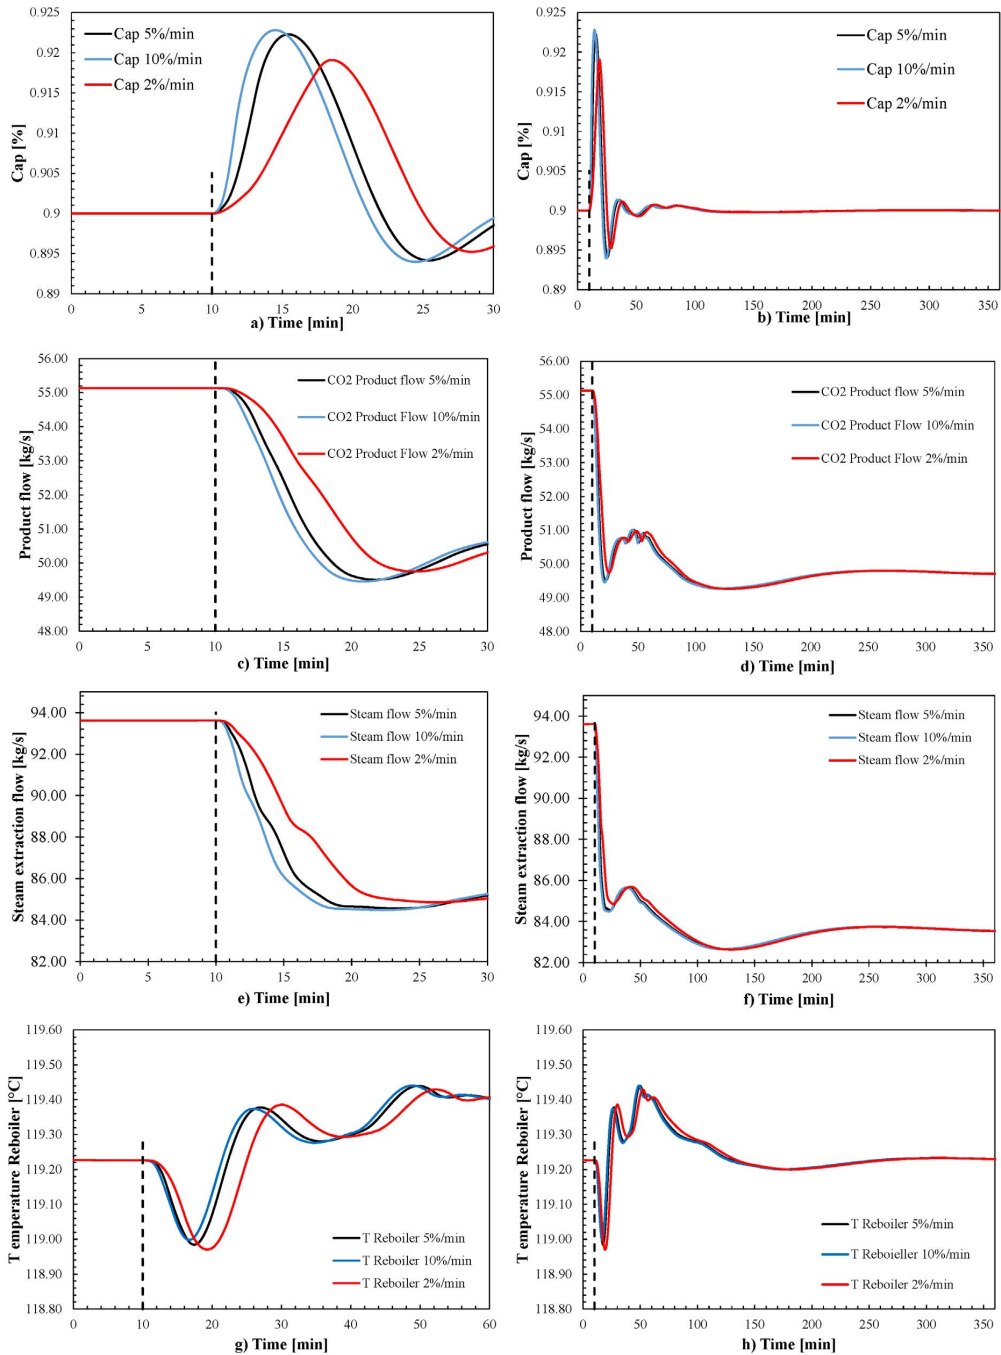 0.925
0.92
0.915
0.91
0.905
0.9
0.895
0.89
Cap [%]
Cap 5%/min
Cap 10%/min
Cap 2%/min
0 5 10 15 20 25 30
a) Time [min]
0.925
0.92
0.915
0.91
0.905
0.9
0.895
0.89
Cap [%]
Cap 5%/min
Cap 10%/min
Cap 2%/min
0 50 100 150 200 250 300 350
b) Time [min]
56.00
55.00
54.00
53.00
52.00
51.00
50.00
49.00
48.00
Product flow [kg/s]
CO2 Product flow 5%/min
CO2 Product Flow 10%/min
CO2 Product Flow 2%/min
0 5 10 15 20 25 30
c) Time [min]
56.00
55.00
54.00
53.00
52.00
51.00
50.00
49.00
48.00
Product flow [kg/s]
CO2 Product flow 5%/min
CO2 Product Flow 10%/min
CO2 Product Flow 2%/min
0 50 100 150 200 250 300 350
d) Time [min]
94.00
92.00
90.00
88.00
86.00
84.00
82.00
Steam extraction flow [kg/s]
Steam flow 5%/min
Steam flow 10%/min
Steam flow 2%/min
0 5 10 15 20 25 30
e) Time [min]
94.00
92.00
90.00
88.00
86.00
84.00
82.00
Steam extraction flow [kg/s]
Steam flow 5%/min
Steam flow 10%/min
Steam flow 2%/min
0 50 100 150 200 250 300 350
f) Time [min]
119.60
119.50
119.40
119.30
119.20
119.10
119.00
118.90
118.80
T emperature Reboiler [°C]
T Reboiler 5%/min
T Reboiler 10%/min
T Reboiler 2%/min
0 10 20 30 40 50 60
g) Time [min]
119.60
119.50
119.40
119.30
119.20
119.10
119.00
118.90
118.80
T emperature Reboiler [°C]
T Reboiler 5%/min
T Reboieller 10%/min
T Reboiler 2%/min
0 50 100 150 200 250 300 350
h) Time [min]